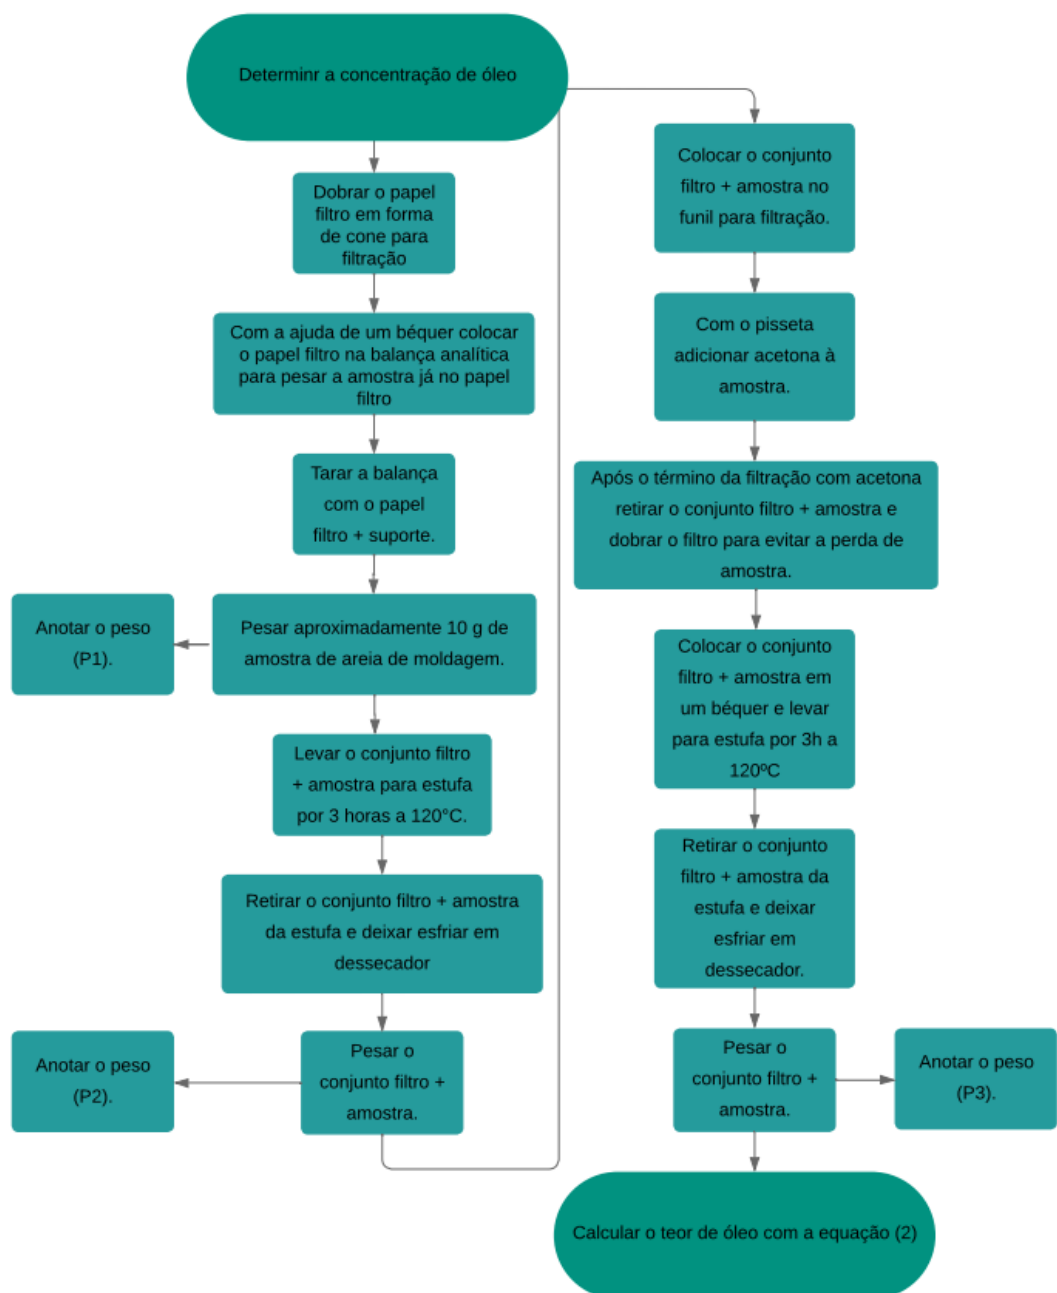 Determinr a concentração de óleo
Dobrar o papel
filtro em forma
de cone para
filtração
Com a ajuda de um béquer colocar
o papel filtro na balança analítica
para pesar a amostra já no papel
filtro
Tarar a balança
com o papel
filtro + suporte.
Pesar aproximadamente 10 g de
amostra de areia de moldagem.
Anotar o peso
(P1).
Levar o conjunto filtro
+ amostra para estufa
por 3 horas a 120°C.
Retirar o conjunto filtro + amostra
da estufa e deixar esfriar em
dessecador
Pesar o
conjunto filtro +
amostra.
Anotar o peso
(P2).
Colocar o conjunto
filtro + amostra no
funil para filtração.
Com o pisseta
adicionar acetona à
amostra.
Após o término da filtração com acetona
retirar o conjunto filtro + amostra e
dobrar o filtro para evitar a perda de
amostra.
Colocar o conjunto
filtro + amostra em
um béquer e levar
para estufa por 3h a
120ºC
Retirar o conjunto
filtro + amostra da
estufa e deixar
esfriar em
dessecador.
Pesar o
conjunto filtro +
amostra.
Anotar o peso
(P3).
Calcular o teor de óleo com a equação (2)